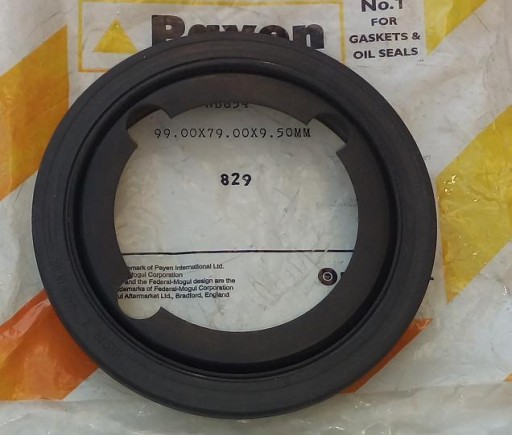 Payen
No.1
FOR
GASKETS &
OIL SEALS
99.00X79.00X9.50MM
829
mark of Payen International Ltd.
Mogul Corporation
and the Federal-Mogul design are the
demarks of Federal-Mogul Corporation
ul Aftermarket Ltd., Bradford, England